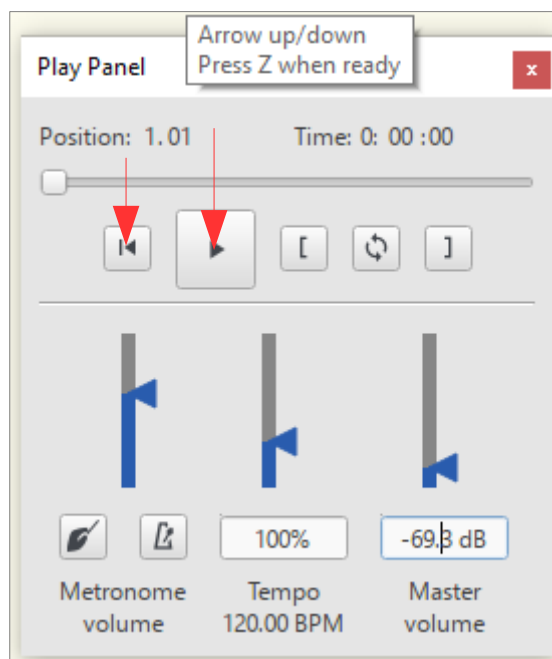 Arrow up/down
Press Z when ready
Play Panel
x
Position: 1.01 Time: 0: 00 :00
[ ]
100% -69.3 dB
Metronome volume
Tempo 120.00 BPM
Master volume